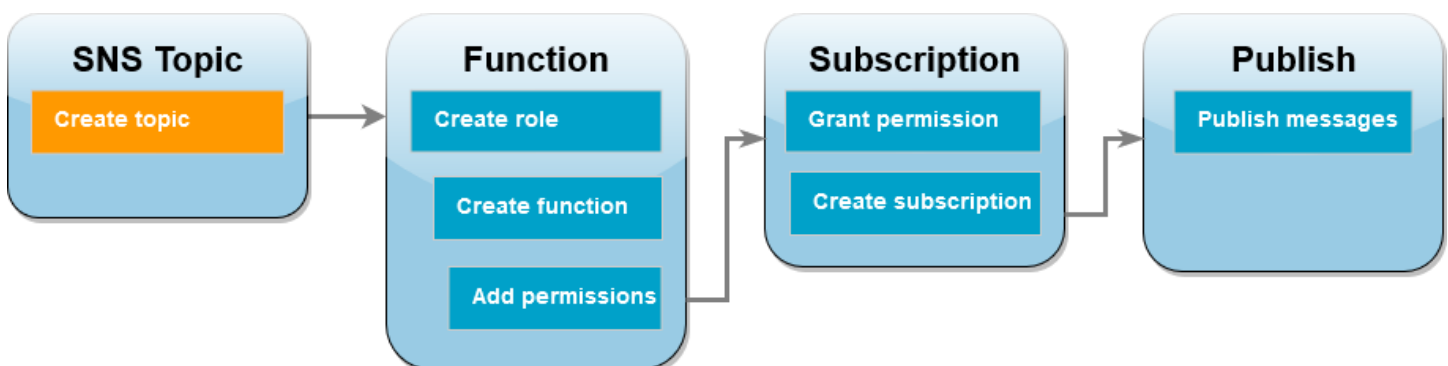 SNS Topic
Create topic
Function
Create role
Create function
Add permissions
Subscription
Grant permission
Create subscription
Publish
Publish messages